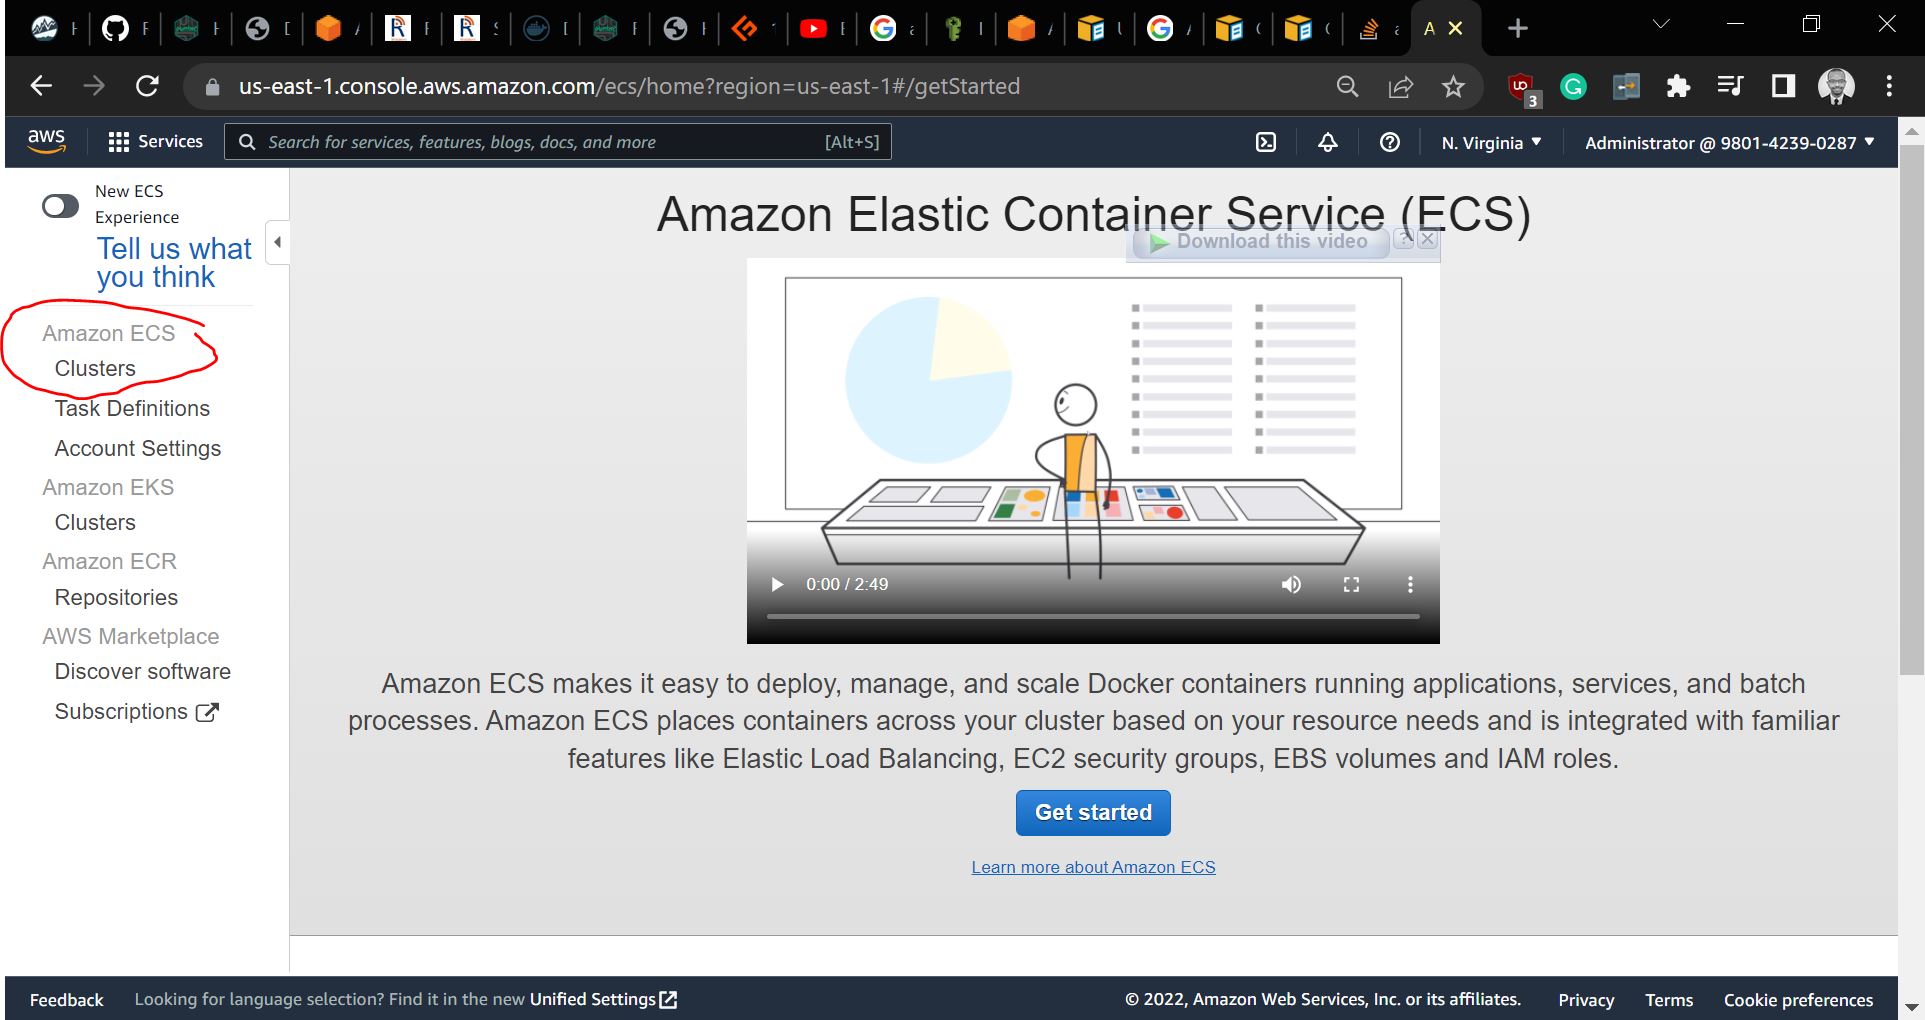 us-east-1.console.aws.amazon.com/ecs/home?region=us-east-1#/getStarted
3
aws
Services
Search for services, features, blogs, docs, and more
[Alt+S]
N. Virginia
Administrator @ 9801-4239-0287
New ECS
Experience
Tell us what
you think
Amazon ECS
Clusters
Task Definitions
Account Settings
Amazon EKS
Clusters
Amazon ECR
Repositories
AWS Marketplace
Discover software
Subscriptions
Amazon Elastic Container Service (ECS)
Download this video
0:00 / 2:49
Amazon ECS makes it easy to deploy, manage, and scale Docker containers running applications, services, and batch
processes. Amazon ECS places containers across your cluster based on your resource needs and is integrated with familiar
features like Elastic Load Balancing, EC2 security groups, EBS volumes and IAM roles.
Get started
Learn more about Amazon ECS
Feedback
Looking for language selection? Find it in the new Unified Settings
© 2022, Amazon Web Services, Inc. or its affiliates.
Privacy
Terms
Cookie preferences